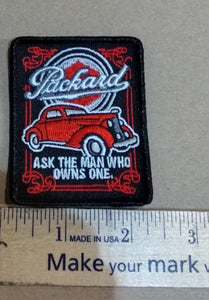 Packard
ASK THE MAN WHO
OWNS ONE.
1 MADE IN USA 2 3
Make your mark